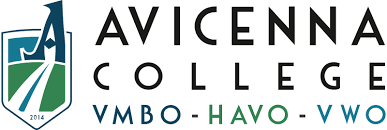 A
2014
AVICENNA
COLLEGE
VMBO - HAVO - VWO